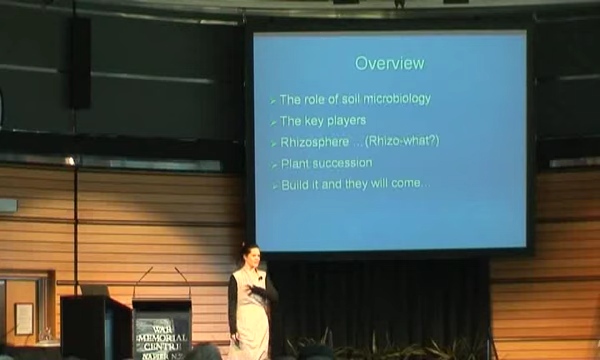 Overview
The role of soil microbiology
The key players
Rhizosphere ...(Rhizo-what?)
Plant succession
Build it and they will come.
WAR
MEMORIAL
CENTRE
NAPIER N.Z